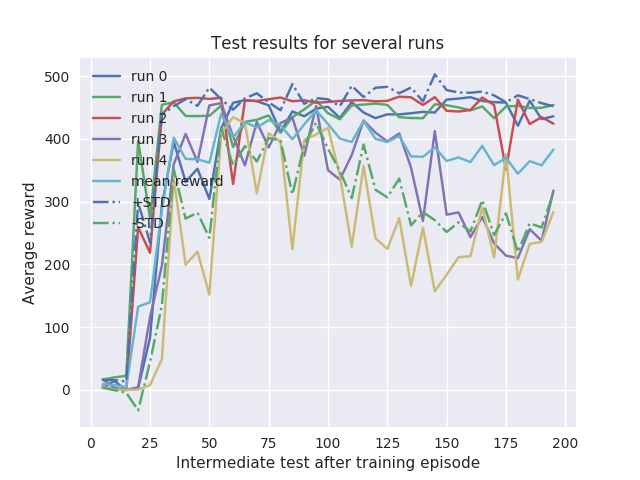 Test results for several runs
Average reward
500
400
300
200
100
0
run 0
run 1
run 2
run 3
run 4
mean reward
+STD
-STD
0
25
50
75
100
125
150
175
200
Intermediate test after training episode